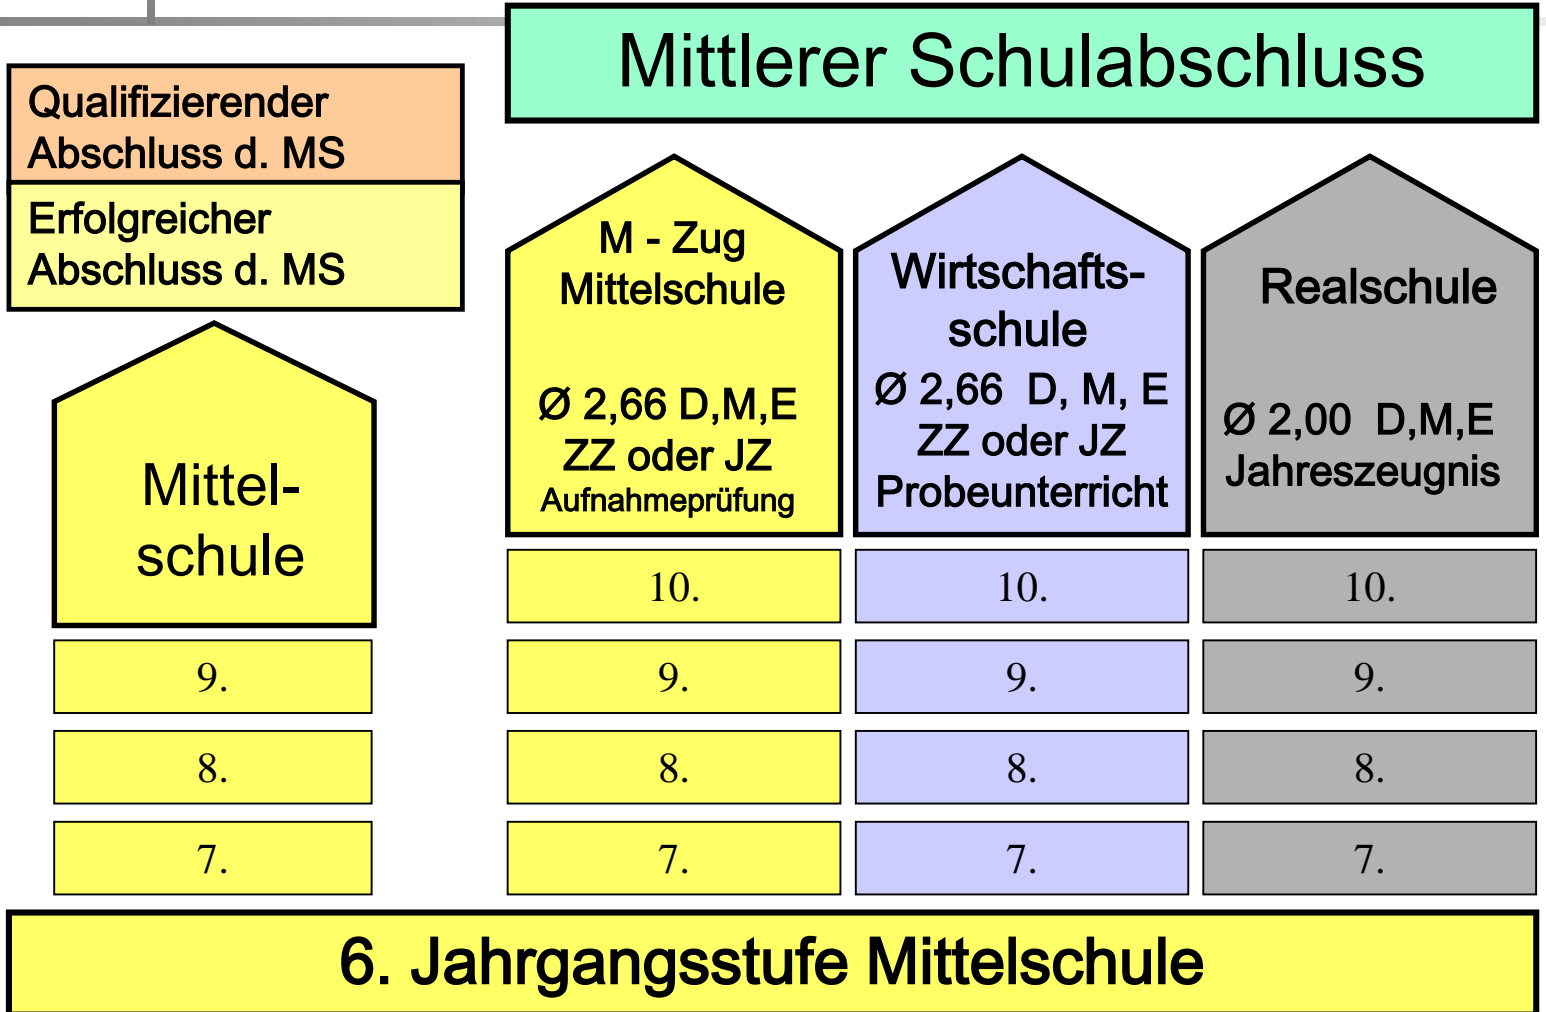 Mittlerer Schulabschluss
Qualifizierender
Abschluss d. MS
Erfolgreicher
Abschluss d. MS
Mittel-
schule
9.
8.
7.
M - Zug
Mittelschule
Ø 2,66 D,M,E
ZZ oder JZ
Aufnahmeprüfung
10.
9.
8.
7.
Wirtschafts-
schule
Ø 2,66 D, M, E
ZZ oder JZ
Probeunterricht
10.
9.
8.
7.
Realschule
Ø 2,00 D,M,E
Jahreszeugnis
10.
9.
8.
7.
6. Jahrgangsstufe Mittelschule